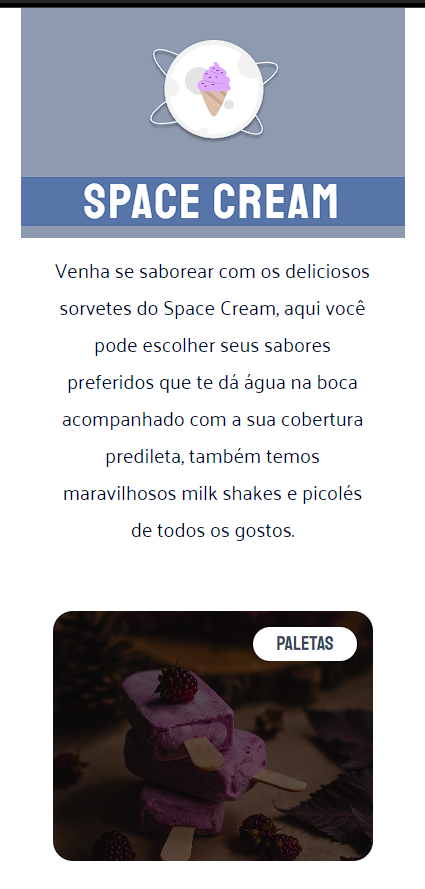 SPACE CREAM
Venha se saborear com os deliciosos
sorvetes do Space Cream, aqui você
pode escolher seus sabores
preferidos que te dá água na boca
acompanhado com a sua cobertura
predileta, também temos
maravilhosos milk shakes e picolés
de todos os gostos.
PALETAS